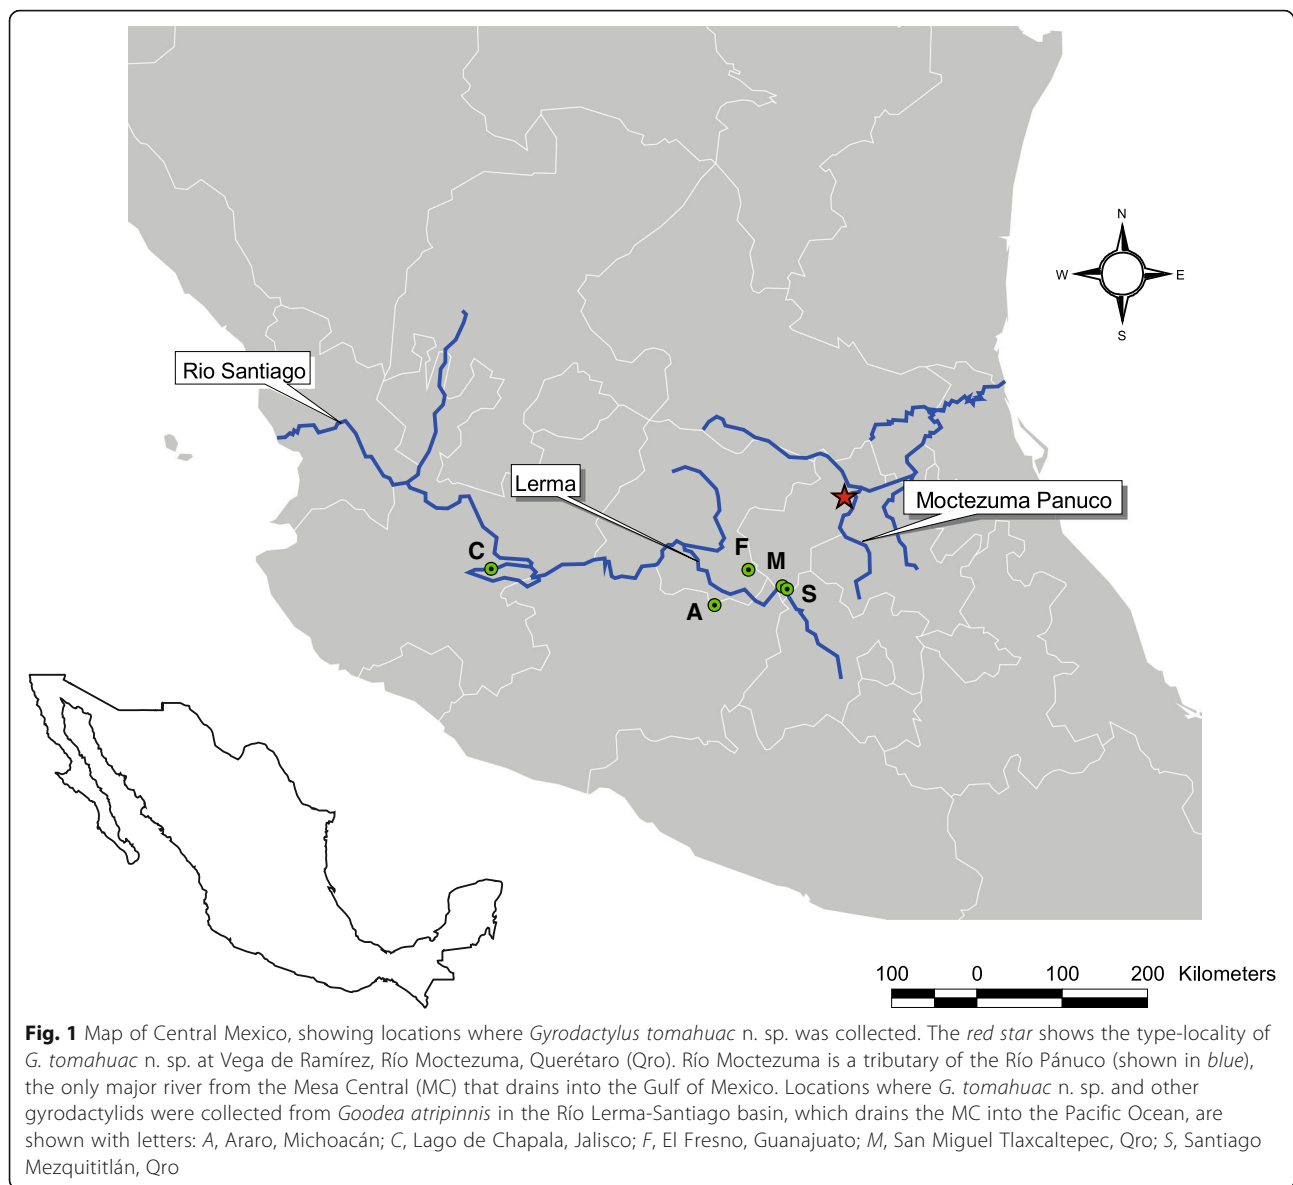 N
W E
S
Rio Santiago
Lerma
Moctezuma Panuco
C
F
M
S
A
100 0 100 200 Kilometers
Fig. 1 Map of Central Mexico, showing locations where Gyrodactylus tomahuac n. sp. was collected. The red star shows the type-locality of
G. tomahuac n. sp. at Vega de Ramírez, Río Moctezuma, Querétaro (Qro). Río Moctezuma is a tributary of the Río Pánuco (shown in blue),
the only major river from the Mesa Central (MC) that drains into the Gulf of Mexico. Locations where G. tomahuac n. sp. and other
gyrodactylids were collected from Goodea atripinnis in the Río Lerma-Santiago basin, which drains the MC into the Pacific Ocean, are
shown with letters: A, Araro, Michoacán; C, Lago de Chapala, Jalisco; F, El Fresno, Guanajuato; M, San Miguel Tlaxcaltepec, Qro; S, Santiago
Mezquititlán, Qro